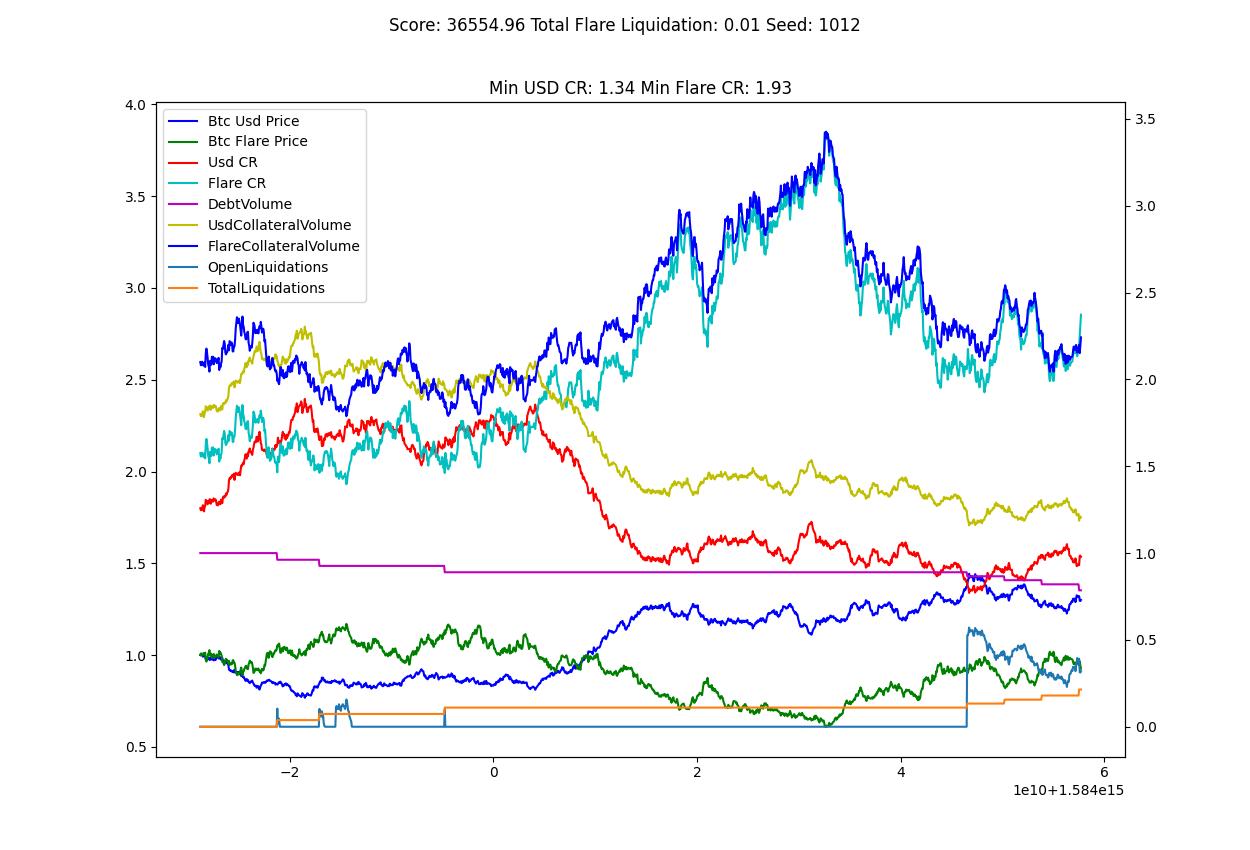 Score: 36554.96 Total Flare Liquidation: 0.01 Seed: 1012
Min USD CR: 1.34 Min Flare CR: 1.93
4.0
3.5
3.0
2.5
2.0
1.5
1.0
0.5
Btc Usd Price
Btc Flare Price
Usd CR
Flare CR
DebtVolume
UsdCollateralVolume
FlareCollateralVolume
OpenLiquidations
TotalLiquidations
3.5
3.0
2.5
2.0
1.5
1.0
0.5
0.0
−2 0 2 4 6
1e10+1.584e15